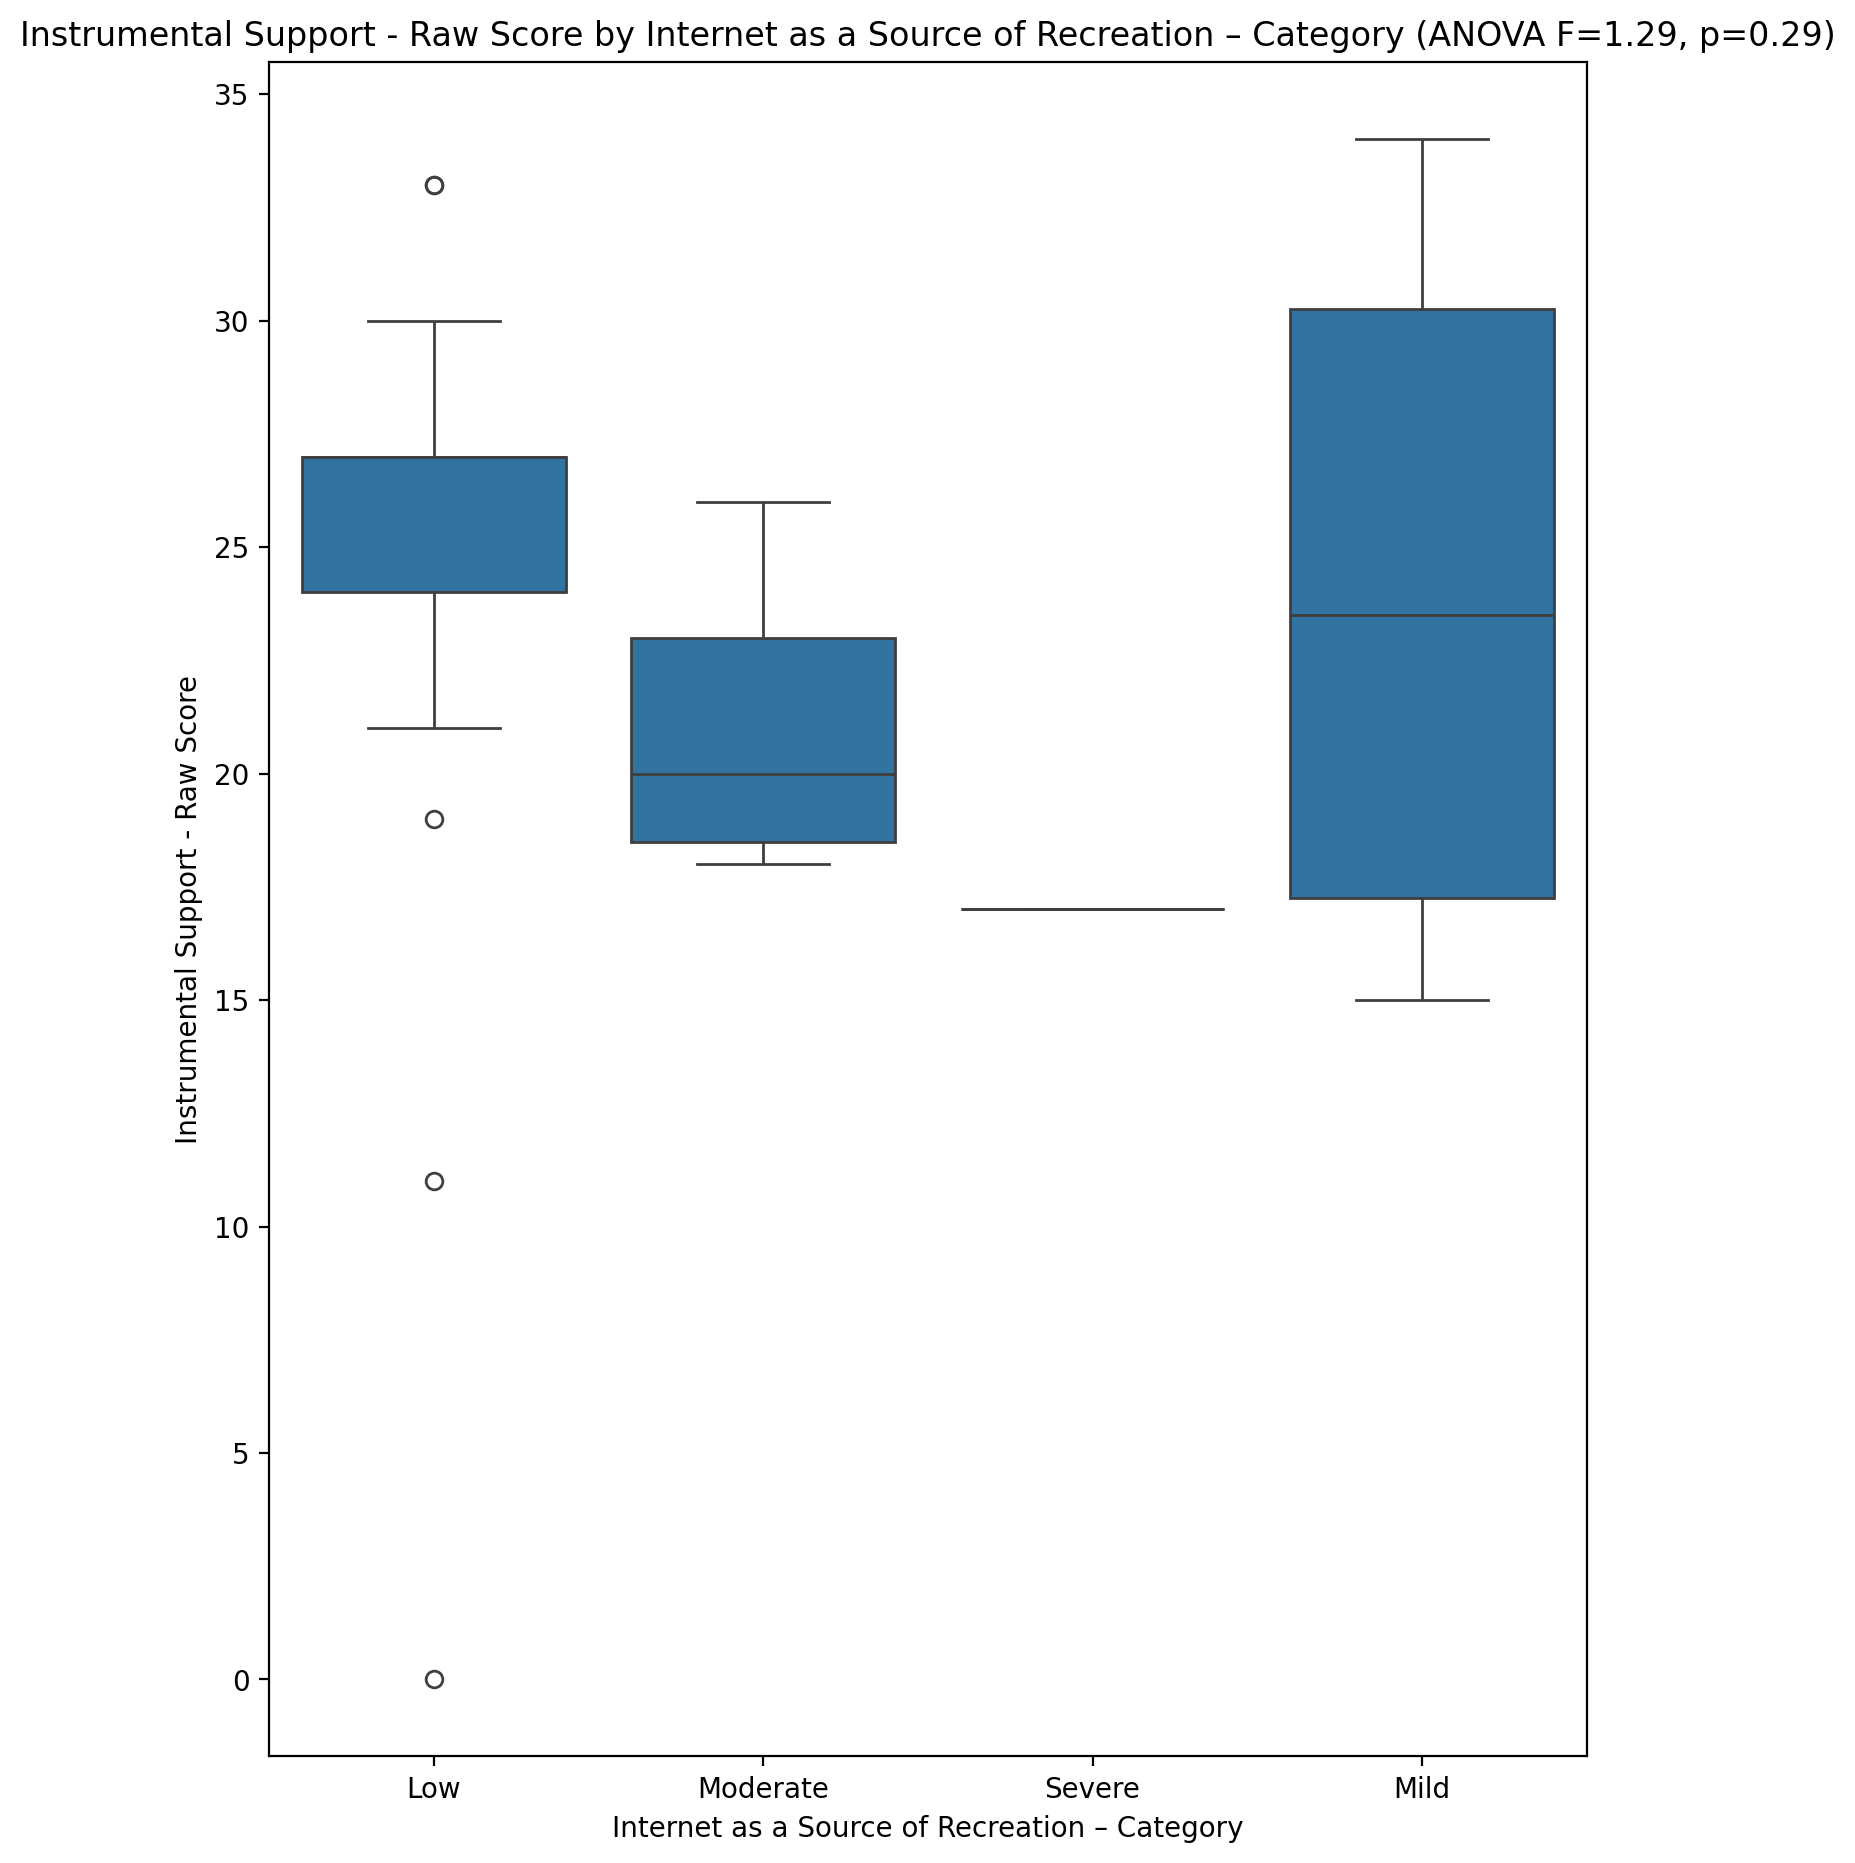 Instrumental Support - Raw Score by Internet as a Source of Recreation – Category (ANOVA F=1.29, p=0.29)
35
30
25
20
15
10
5
0
Instrumental Support - Raw Score
Low
Moderate
Severe
Mild
Internet as a Source of Recreation – Category